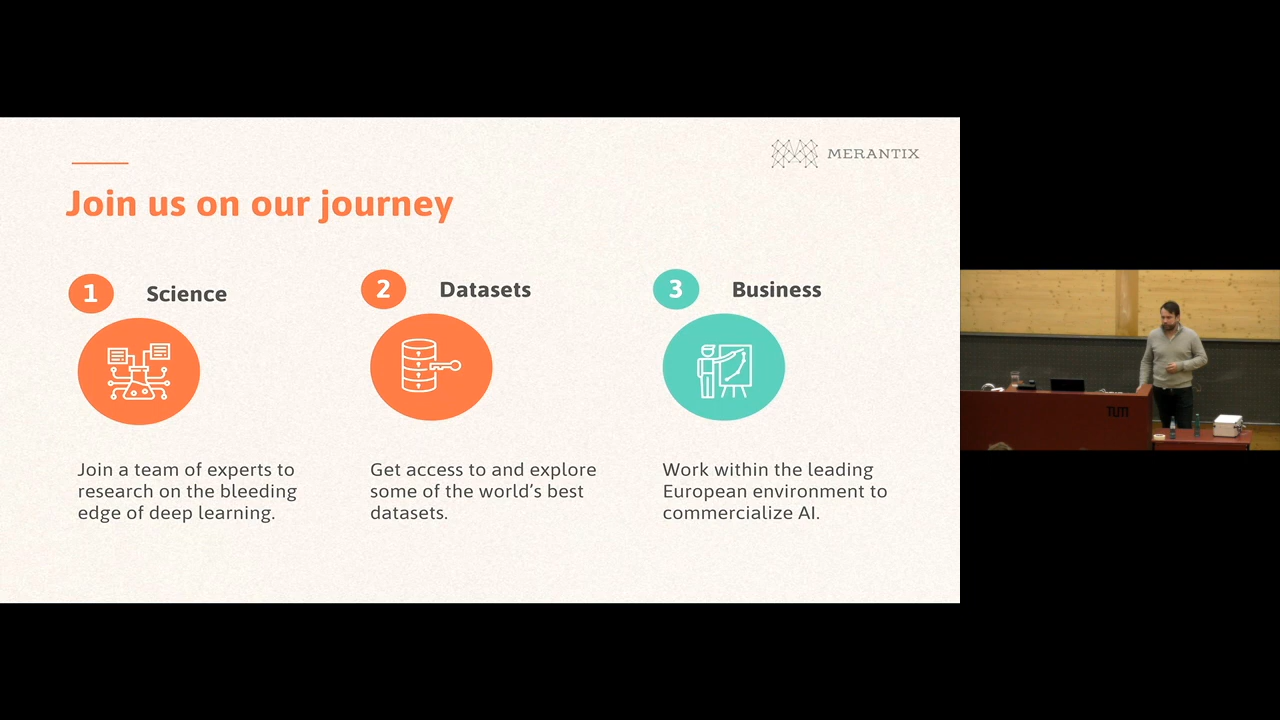 MERANTIX
Join us on our journey
1 Science
2 Datasets
3 Business
Join a team of experts to
research on the bleeding
edge of deep learning.
Get access to and explore
some of the world’s best
datasets.
Work within the leading
European environment to
commercialize AI.
TUM